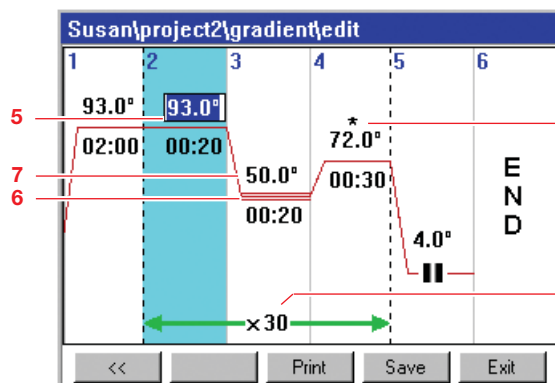 Susan\project2\gradient\edit
1 2 3 4 5 6
93.0° 93.0° *
5
72.0°
02:00 00:20
7 50.0° 00:30
6
00:20
4.0°
E
N
D
×30
<< Print Save Exit